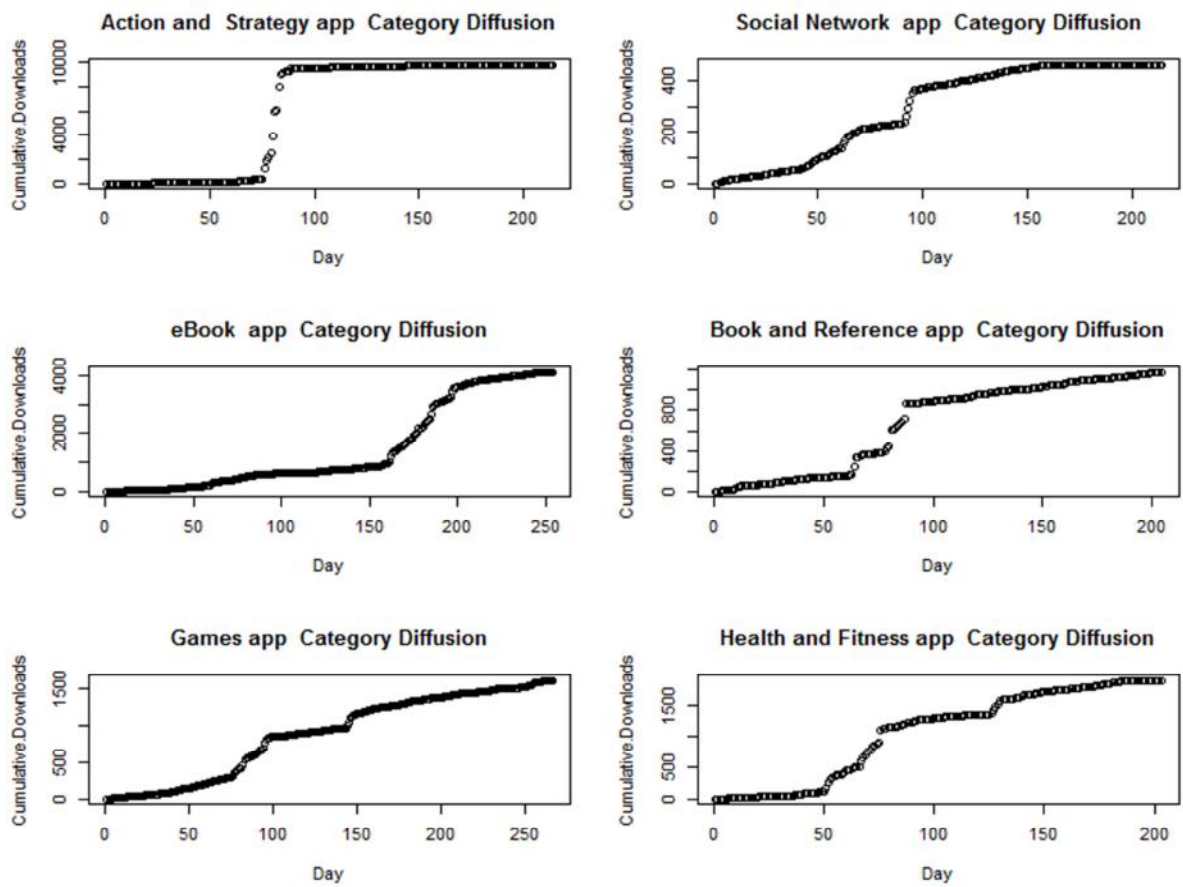 Action and  Strategy app  Category Diffusion
Cumulative.Downloads
0 4000 10000
0 50 100 150 200
Day
Social Network  app  Category Diffusion
Cumulative.Downloads
0 200 400
0 50 100 150 200
Day
eBook  app  Category Diffusion
Cumulative.Downloads
0 2000 4000
0 50 100 150 200 250
Day
Book and Reference app  Category Diffusion
Cumulative.Downloads
0 400 800
0 50 100 150 200
Day
Games app  Category Diffusion
Cumulative.Downloads
0 500 1500
0 50 100 150 200 250
Day
Health and Fitness app  Category Diffusion
Cumulative.Downloads
0 500 1500
0 50 100 150 200
Day